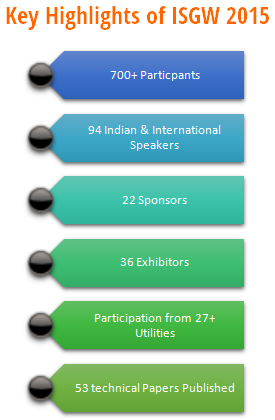 Key Highlights of ISGW 2015
700+ Particpants
94 Indian & International
Speakers
22 Sponsors
36 Exhibitors
Participation from 27+
Utilities
53 technical Papers Published